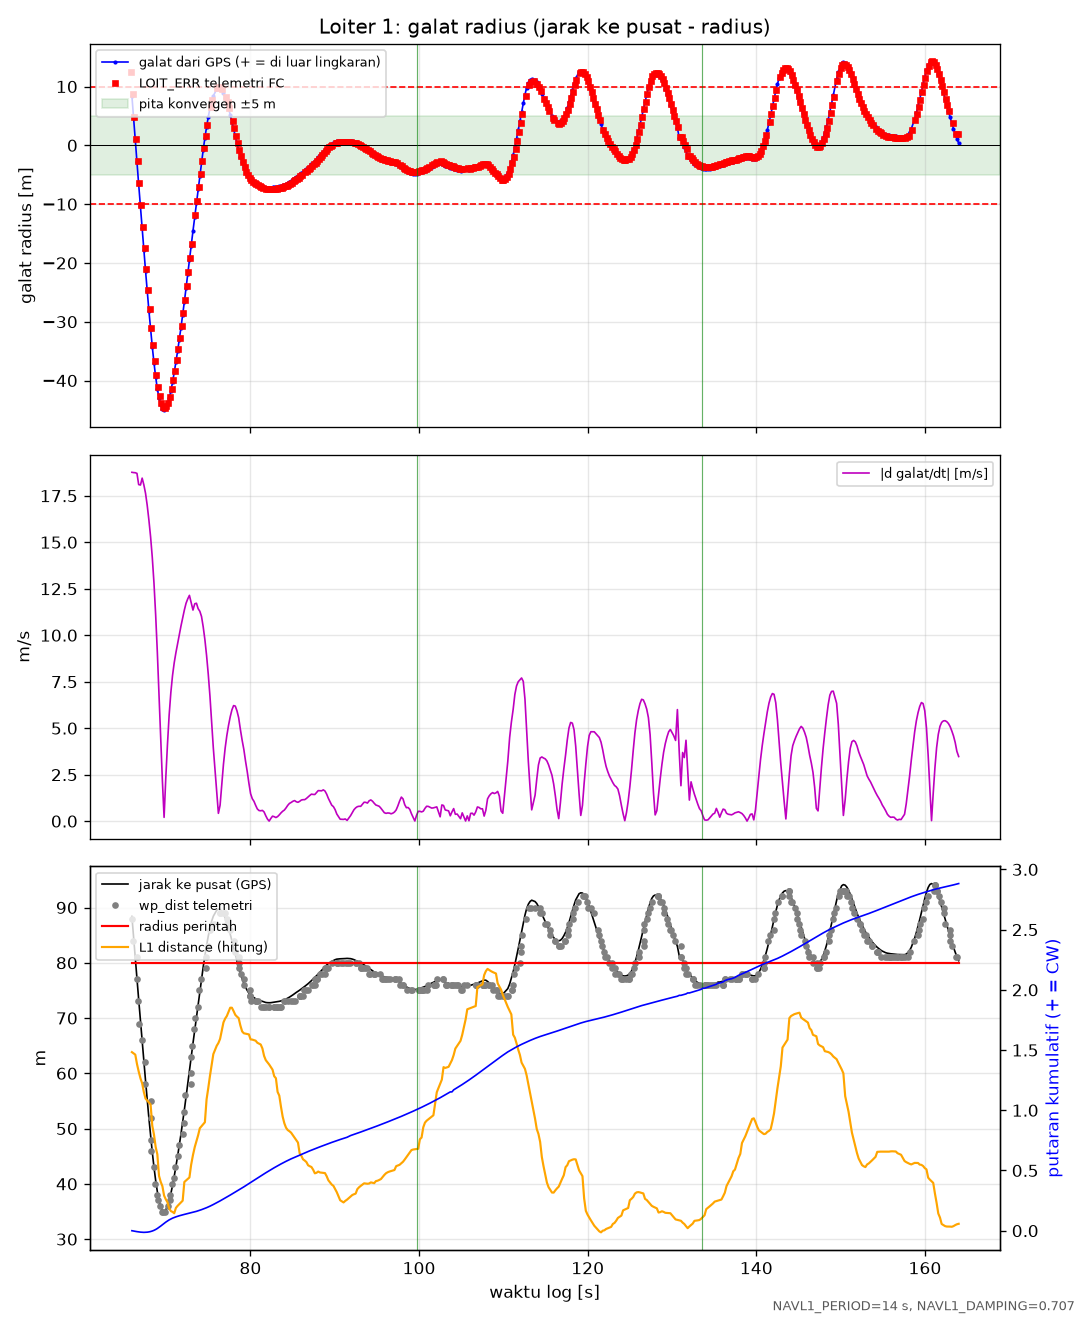 Loiter 1: galat radius (jarak ke pusat - radius)
galat dari GPS (+ = di luar lingkaran)
LOIT_ERR telemetri FC
pita konvergen ±5 m
10
0
−10
−20
−30
−40
galat radius [m]
|d galat/dt| [m/s]
17.5
15.0
12.5
10.0
7.5
5.0
2.5
0.0
m/s
jarak ke pusat (GPS)
wp_dist telemetri
radius perintah
L1 distance (hitung)
90
80
70
60
50
40
30
m
3.0
2.5
2.0
1.5
1.0
0.5
0.0
putaran kumulatif (+ = CW)
80 100 120 140 160
waktu log [s]
NAVL1_PERIOD=14 s, NAVL1_DAMPING=0.707